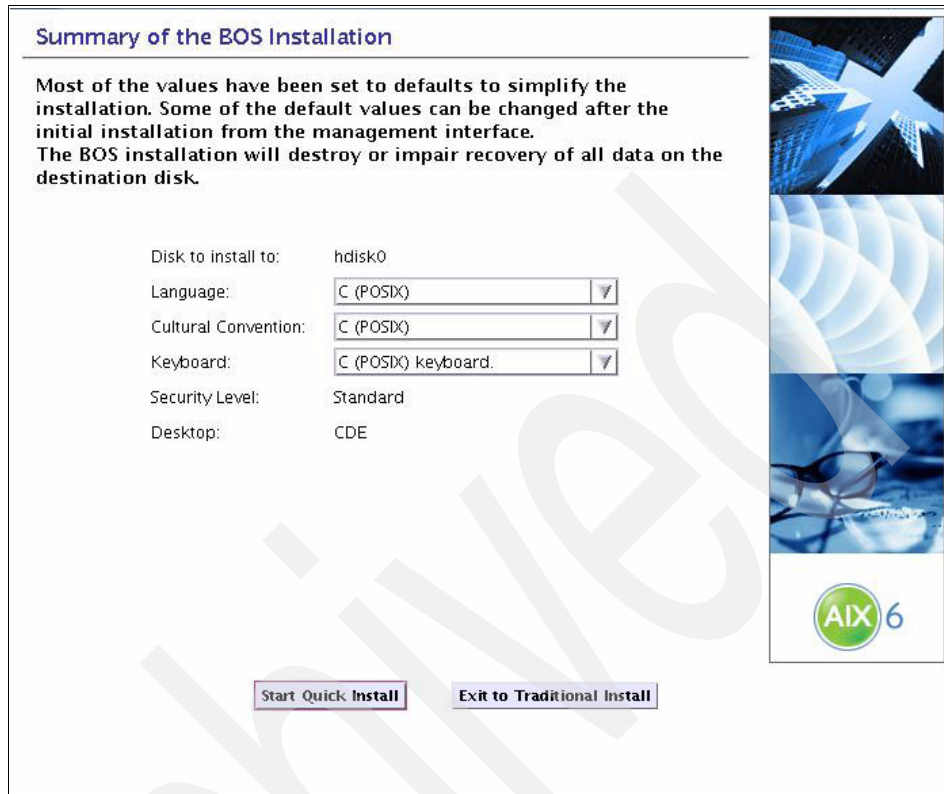 Summary of the BOS Installation
Most of the values have been set to defaults to simplify the
installation. Some of the default values can be changed after the
initial installation from the management interface.
The BOS installation will destroy or impair recovery of all data on the
destination disk.
Disk to install to: hdisk0
Language: C (POSIX)
Cultural Convention: C (POSIX)
Keyboard: C (POSIX) keyboard.
Security Level: Standard
Desktop: CDE
AIX 6
Start Quick Install Exit to Traditional Install